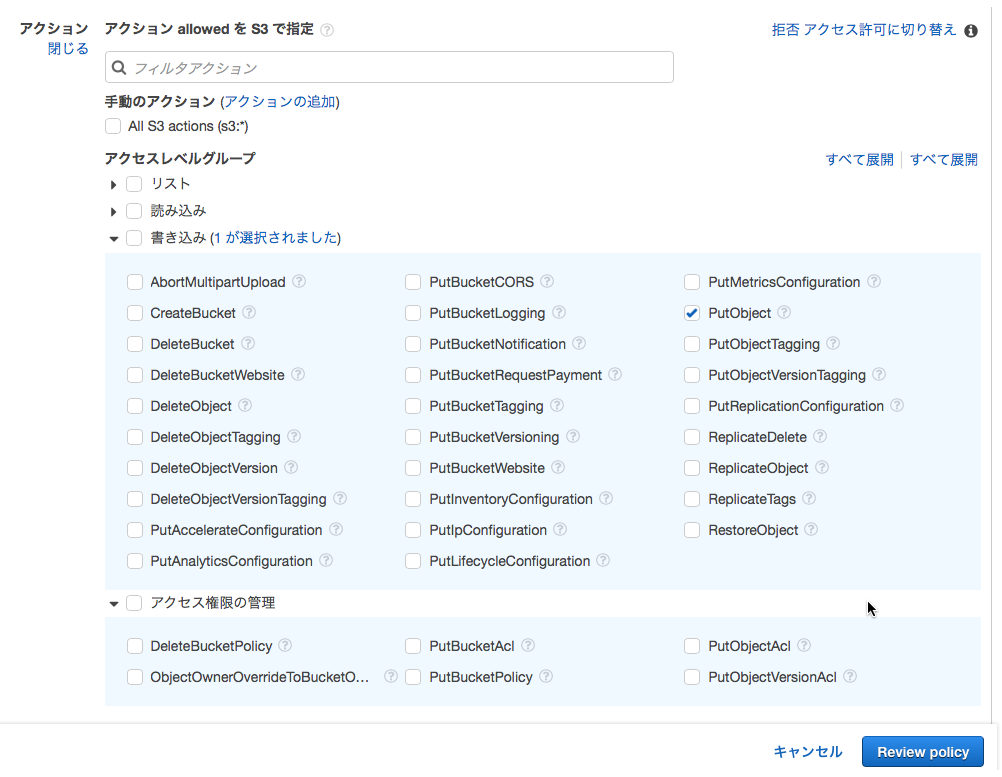 アクション アクション allowed を S3 で指定 拒否 アクセス許可に切り替え
閉じる
フィルタアクション
手動のアクション (アクションの追加)
All S3 actions (s3:*)
アクセスレベルグループ すべて展開 すべて展開
リスト
読み込み
書き込み (1 が選択されました)
AbortMultipartUpload PutBucketCORS PutMetricsConfiguration
CreateBucket PutBucketLogging PutObject
DeleteBucket PutBucketNotification PutObjectTagging
DeleteBucketWebsite PutBucketRequestPayment PutObjectVersionTagging
DeleteObject PutBucketTagging PutReplicationConfiguration
DeleteObjectTagging PutBucketVersioning ReplicateDelete
DeleteObjectVersion PutBucketWebsite ReplicateObject
DeleteObjectVersionTagging PutInventoryConfiguration ReplicateTags
PutAccelerateConfiguration PutIpConfiguration RestoreObject
PutAnalyticsConfiguration PutLifecycleConfiguration
アクセス権限の管理
DeleteBucketPolicy PutBucketAcl PutObjectAcl
ObjectOwnerOverrideToBucketO... PutBucketPolicy PutObjectVersionAcl
キャンセル Review policy